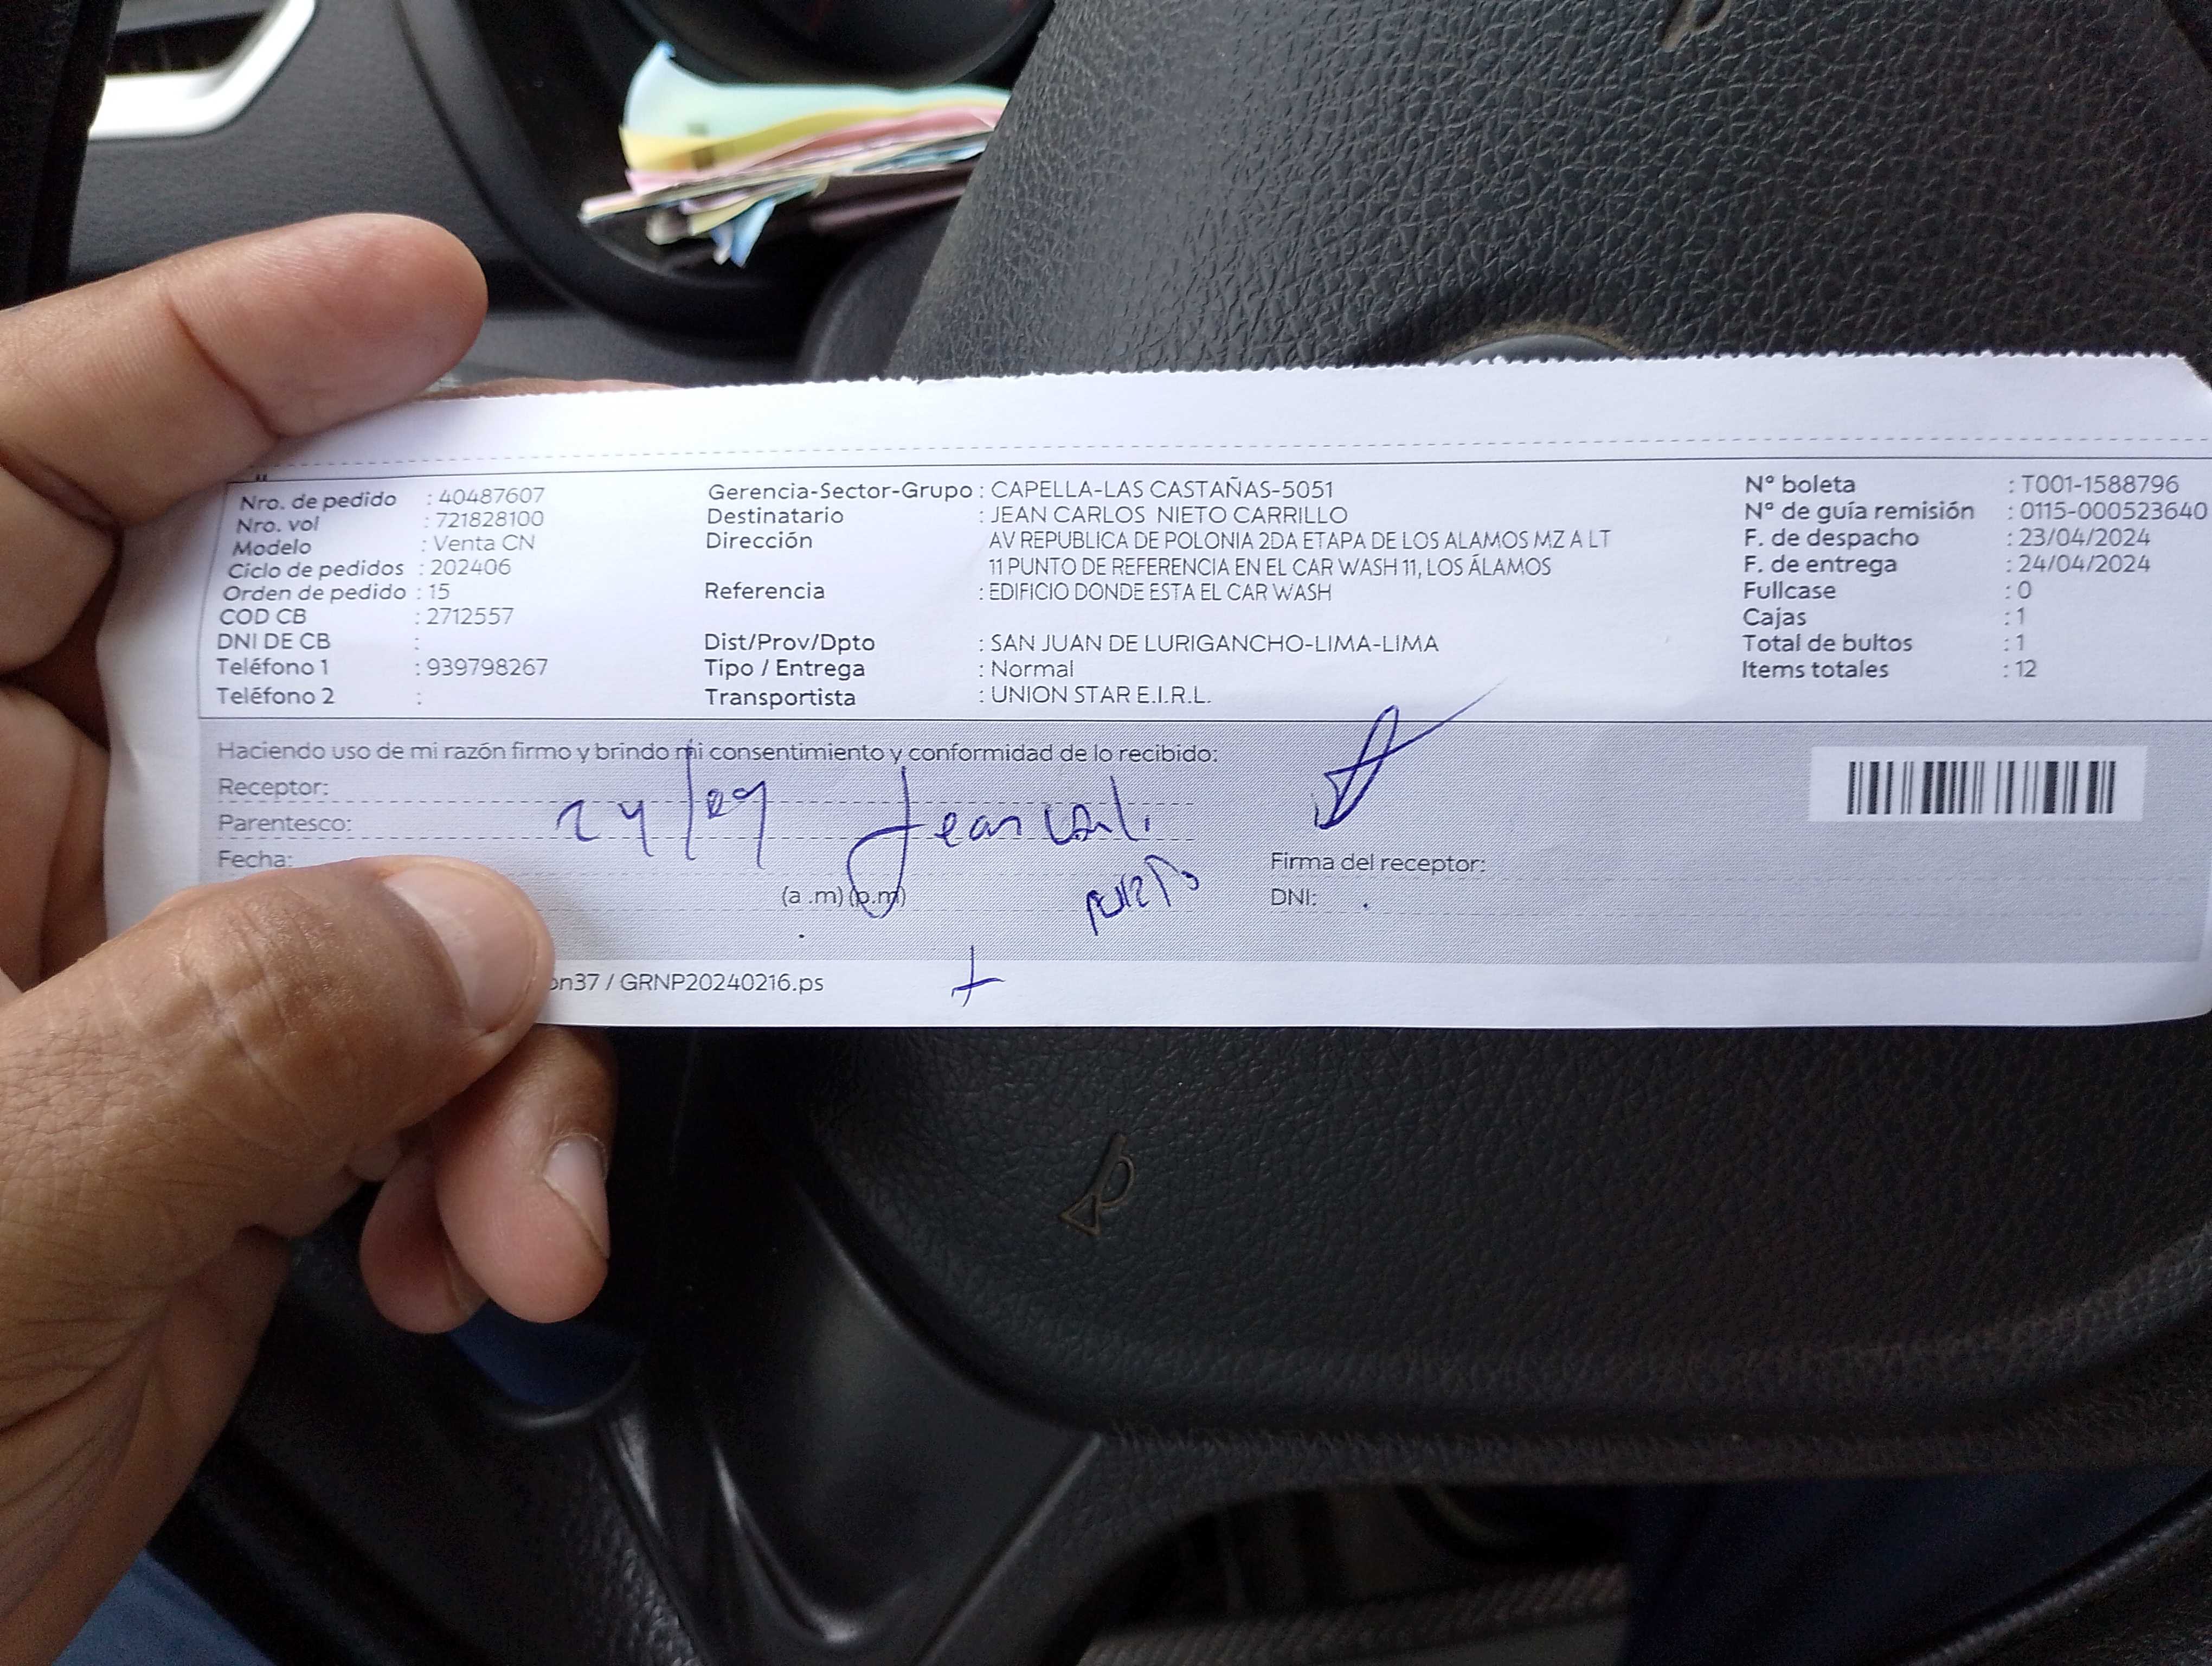 Nro. de pedido : 40487607
Nro. vol : 721828100
Modelo : Venta CN
Ciclo de pedidos : 202406
Orden de pedido : 15
COD CB : 2712557
DNI DE CB :
Teléfono 1 : 939798267
Teléfono 2 :
Gerencia-Sector-Grupo : CAPELLA-LAS CASTAÑAS-5051
Destinatario : JEAN CARLOS NIETO CARRILLO
Dirección AV REPUBLICA DE POLONIA 2DA ETAPA DE LOS ALAMOS MZ A LT
11 PUNTO DE REFERENCIA EN EL CAR WASH 11, LOS ÁLAMOS
Referencia : EDIFICIO DONDE ESTA EL CAR WASH
Dist/Prov/Dpto : SAN JUAN DE LURIGANCHO-LIMA-LIMA
Tipo / Entrega : Normal
Transportista : UNION STAR E.I.R.L.
N° boleta : T001-1588796
N° de guía remisión : 0115-000523640
F. de despacho : 23/04/2024
F. de entrega : 24/04/2024
Fullcase : 0
Cajas : 1
Total de bultos : 1
Items totales : 12
Haciendo uso de mi razón firmo y brindo mi consentimiento y conformidad de lo recibido:
Receptor:
Parentesco:
24/04 Jean
Fecha:
(a .m) (p.m)
Firma del receptor:
DNI:
on37 / GRNP20240216.ps